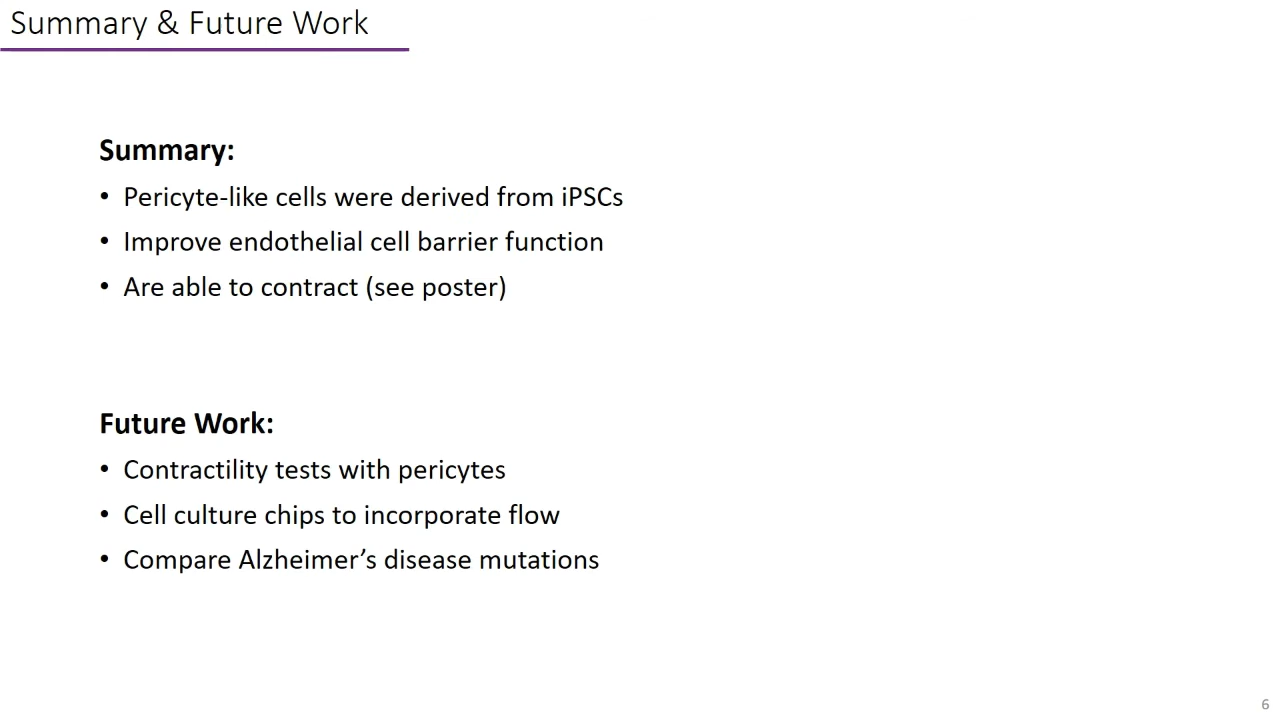 Summary & Future Work
Summary:
• Pericyte-like cells were derived from iPSCs
• Improve endothelial cell barrier function
• Are able to contract (see poster)
Future Work:
• Contractility tests with pericytes
• Cell culture chips to incorporate flow
• Compare Alzheimer’s disease mutations
6